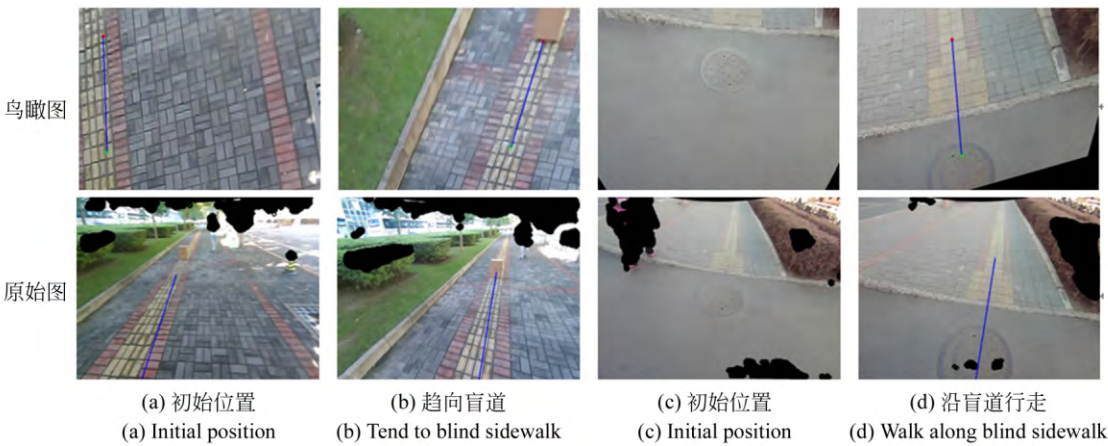 鸟瞰图
原始图
(a) 初始位置
(b) 趋向盲道
(c) 初始位置
(d) 沿盲道行走
(a) Initial position
(b) Tend to blind sidewalk
(c) Initial position
(d) Walk along blind sidewalk